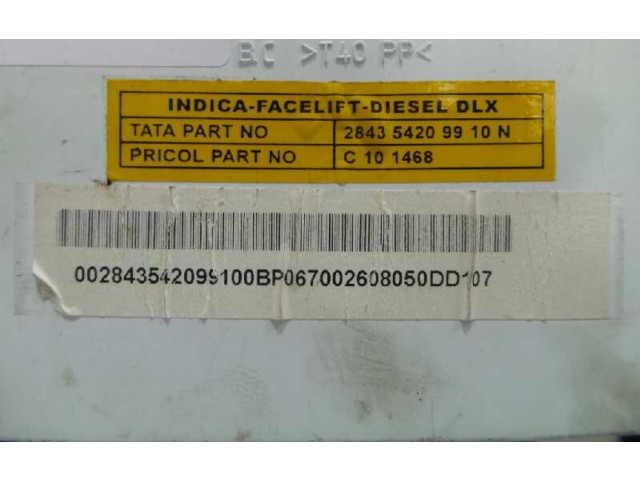 B.C >T40 PP<
INDICA-FACELIFT-DIESEL DLX
TATA PART NO 2843 5420 99 10 N
PRICOL PART NO C 10 1468
002843542099100BP067002608050DD107